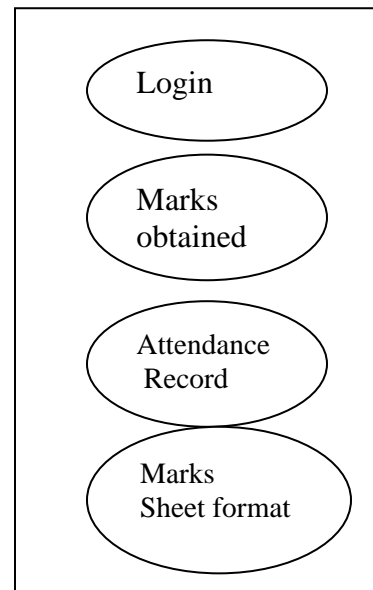 Login
Marks
obtained
Attendance
Record
Marks
Sheet format